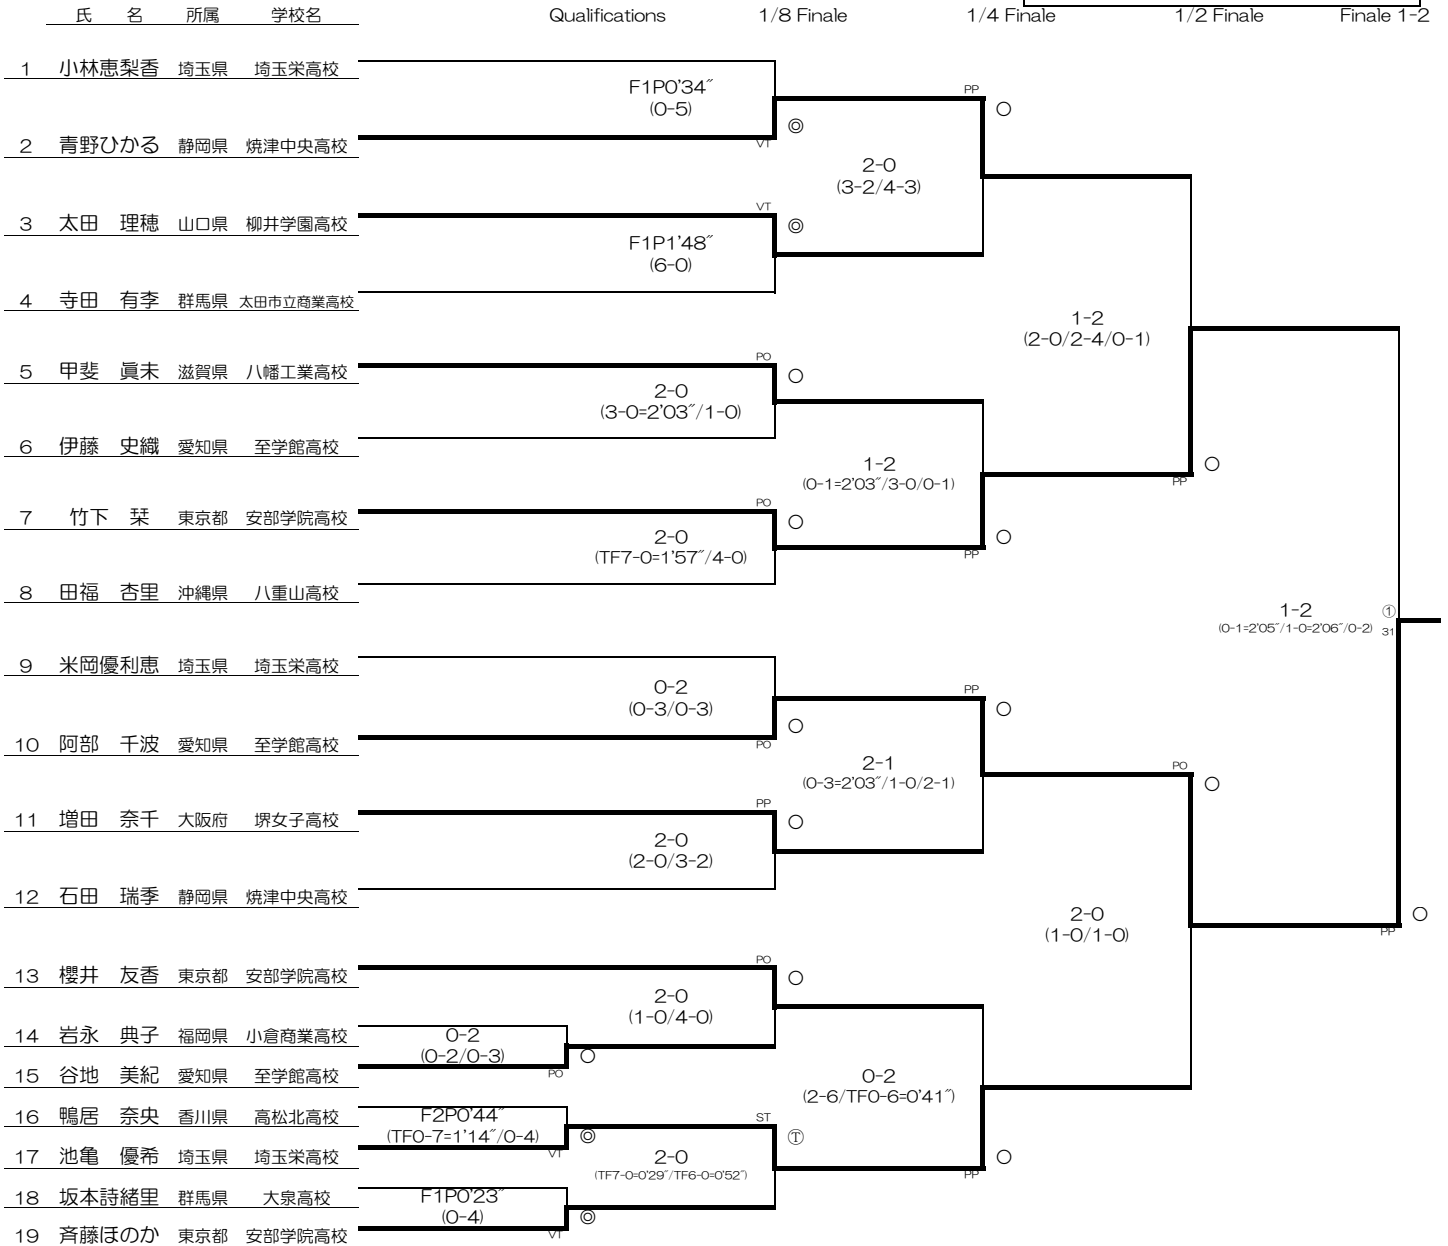 氏 名 所属 学校名 Qualifications 1/8 Finale 1/4 Finale 1/2 Finale Finale 1-2
1 小林恵梨香 埼玉県 埼玉栄高校
F1P0'34″
(0-5)
PP ○
2 青野ひかる 静岡県 焼津中央高校
VT ◎
2-0
(3-2/4-3)
3 太田 理穂 山口県 柳井学園高校
VT ◎
F1P1'48″
(6-0)
4 寺田 有李 群馬県 太田市立商業高校
1-2
(2-0/2-4/0-1)
5 甲斐 眞未 滋賀県 八幡工業高校
PO ○
2-0
(3-0=2'03″/1-0)
6 伊藤 史織 愛知県 至学館高校
1-2
(0-1=2'03″/3-0/0-1)
PP ○
7 竹下 栞 東京都 安部学院高校
PO ○
2-0
(TF7-0=1'57″/4-0)
PP ○
8 田福 杏里 沖縄県 八重山高校
1-2
(0-1=2'05″/1-0=2'06″/0-2)
① 31
9 米岡優利恵 埼玉県 埼玉栄高校
0-2
(0-3/0-3)
PP ○
10 阿部 千波 愛知県 至学館高校
PO ○
2-1
(0-3=2'03″/1-0/2-1)
PO ○
11 増田 奈千 大阪府 堺女子高校
PP ○
2-0
(2-0/3-2)
12 石田 瑞季 静岡県 焼津中央高校
2-0
(1-0/1-0)
PP ○
13 櫻井 友香 東京都 安部学院高校
PO ○
2-0
(1-0/4-0)
14 岩永 典子 福岡県 小倉商業高校
0-2
(0-2/0-3)
15 谷地 美紀 愛知県 至学館高校
PO ○
0-2
(2-6/TF0-6=0'41″)
16 鴨居 奈央 香川県 高松北高校
F2P0'44″
(TF0-7=1'14″/0-4)
ST Ⓣ
17 池亀 優希 埼玉県 埼玉栄高校
VT ◎
2-0
(TF7-0=0'29″/TF6-0=0'52″)
PP ○
18 坂本詩緒里 群馬県 大泉高校
F1P0'23″
(0-4)
19 斉藤ほのか 東京都 安部学院高校
VT ◎